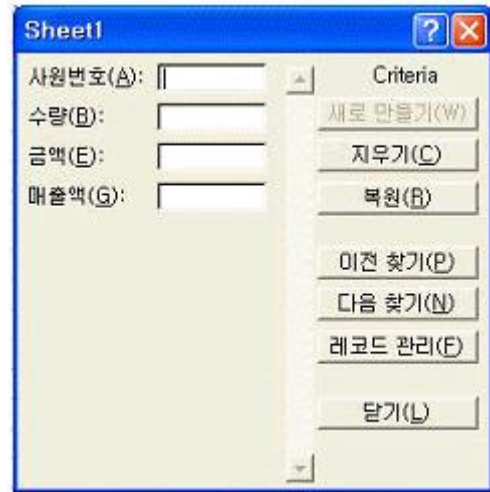 Sheet1
사원번호(A):
수량(B):
금액(E):
매출액(G):
Criteria
새로 만들기(W)
지우기(C)
복원(R)
이전 찾기(P)
다음 찾기(N)
레코드 관리(F)
닫기(L)